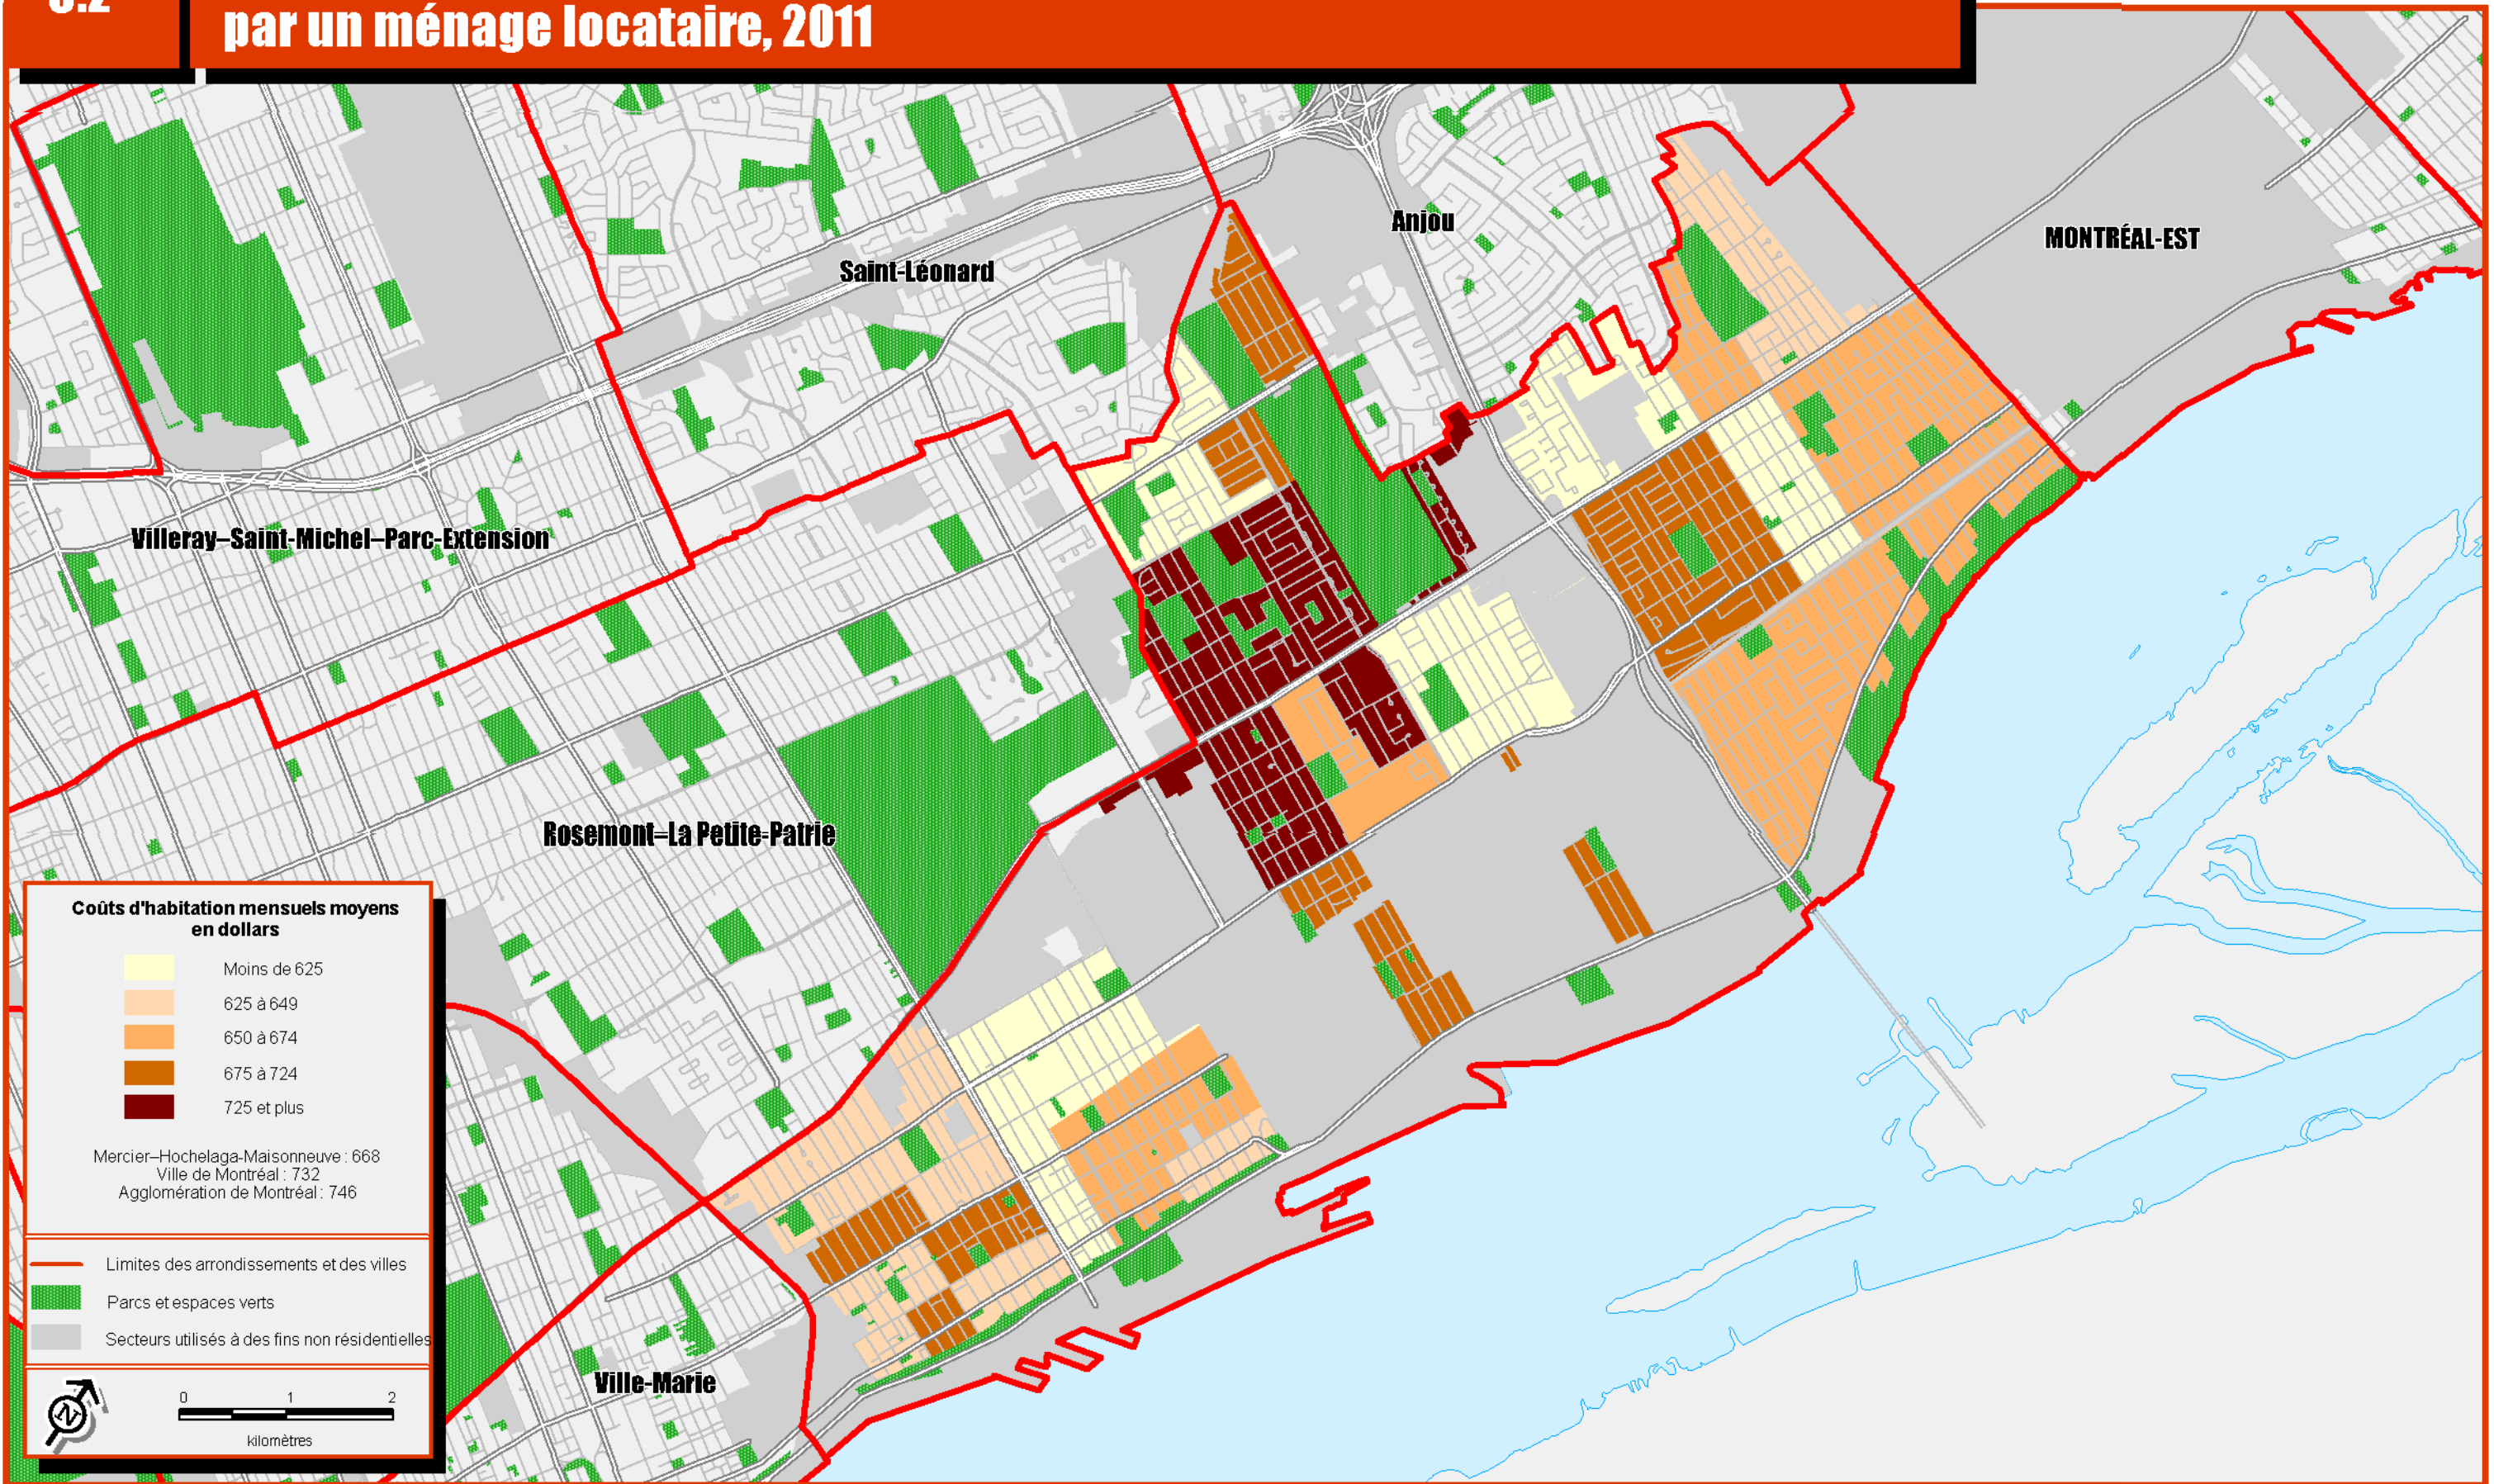 par un ménage locataire, 2011
Anjou
MONTRÉAL-EST
Saint-Léonard
Villeray–Saint-Michel–Parc-Extension
Rosemont–La Petite-Patrie
Ville-Marie
Coûts d'habitation mensuels moyens
en dollars
Moins de 625
625 à 649
650 à 674
675 à 724
725 et plus
Mercier–Hochelaga-Maisonneuve : 668
Ville de Montréal : 732
Agglomération de Montréal : 746
Limites des arrondissements et des villes
Parcs et espaces verts
Secteurs utilisés à des fins non résidentielles
N
0 1 2
kilomètres